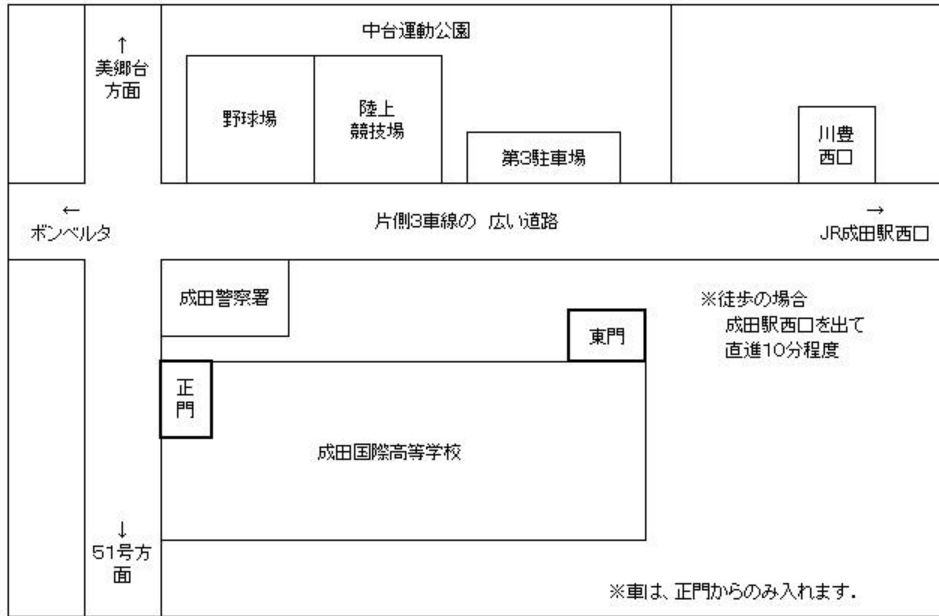 中台運動公園
↑
美郷台
方面
野球場
陸上
競技場
第3駐車場
川豊
西口
←
ボンベルタ
片側3車線の 広い道路
→
JR成田駅西口
成田警察署
※徒歩の場合
成田駅西口を出て
直進10分程度
東門
正
門
成田国際高等学校
↓
51号方
面
※車は、正門からのみ入れます.